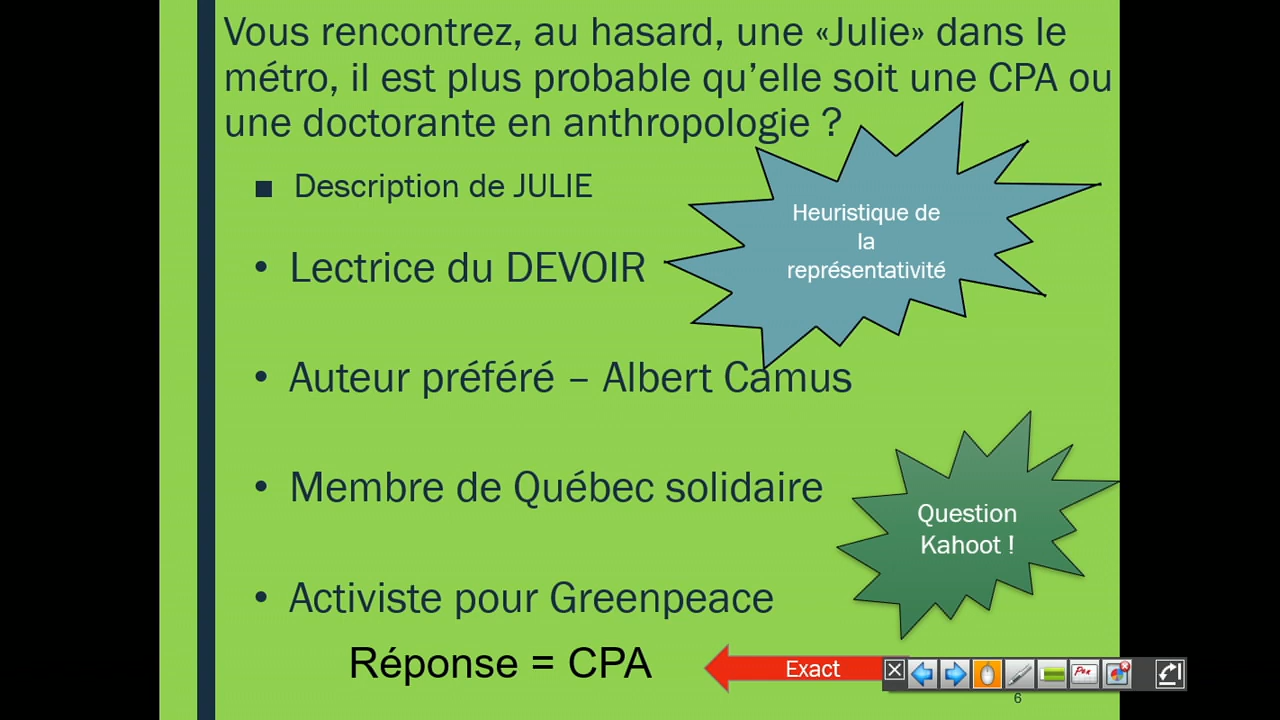 Vous rencontrez, au hasard, une «Julie» dans le
métro, il est plus probable qu’elle soit une CPA ou
une doctorante en anthropologie ?
■ Description de JULIE
Heuristique de
la
représentativité
• Lectrice du DEVOIR
• Auteur préféré – Albert Camus
• Membre de Québec solidaire
Question
Kahoot !
• Activiste pour Greenpeace
Réponse = CPA
Exact
Pen
6